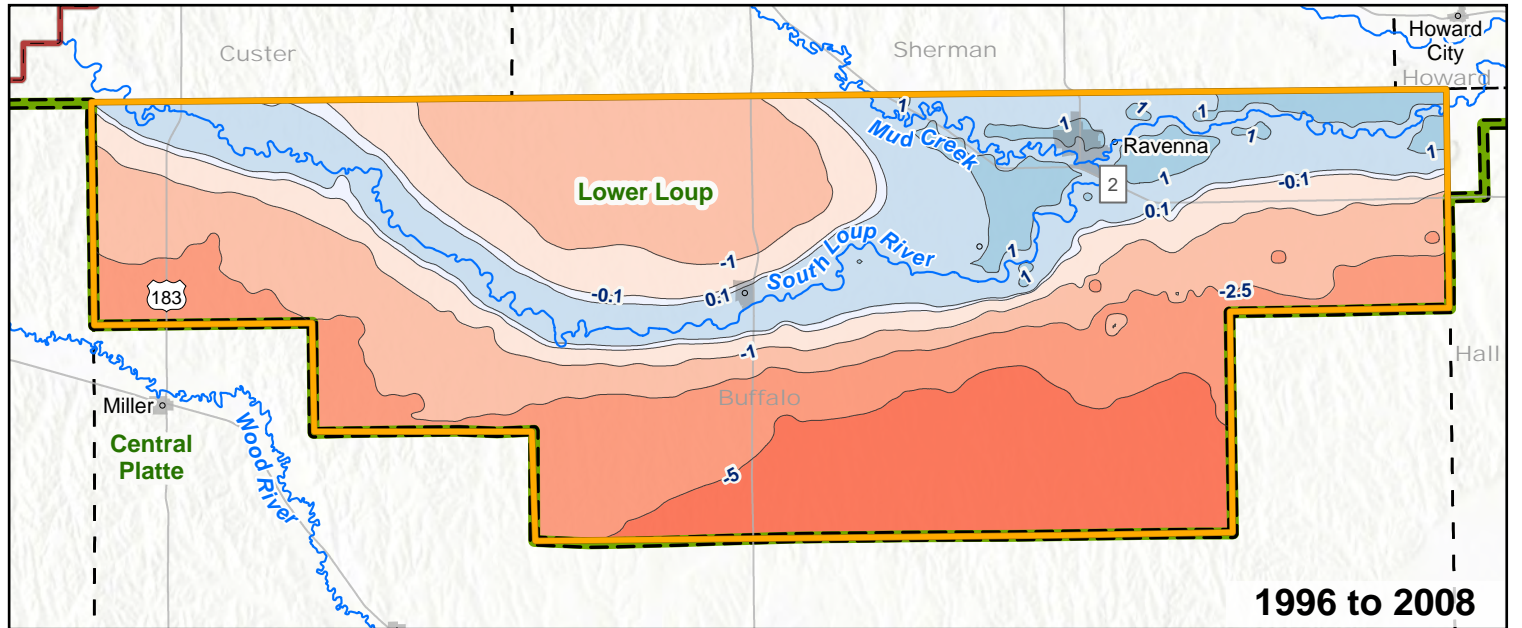 Custer
Sherman
Howard
City
Howard
1
1
1
1
1
Mud Creek
Ravenna
1
1
2
-0.1
0.1
Lower Loup
South Loup River
1
1
-1
-0.1
0.1
183
-2.5
-1
Hall
Buffalo
Miller
Central
Platte
Wood River
-5
1996 to 2008